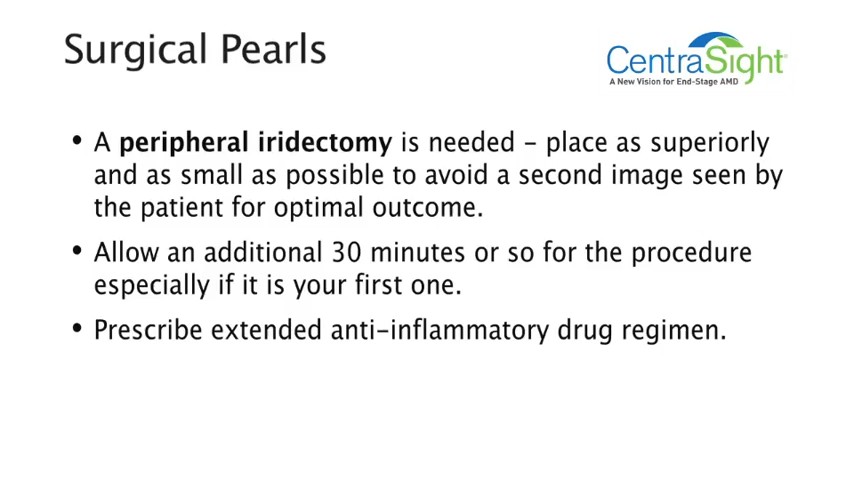 Surgical Pearls
CentraSight®
A New Vision for End-Stage AMD
• A peripheral iridectomy is needed – place as superiorly
and as small as possible to avoid a second image seen by
the patient for optimal outcome.
• Allow an additional 30 minutes or so for the procedure
especially if it is your first one.
• Prescribe extended anti-inflammatory drug regimen.